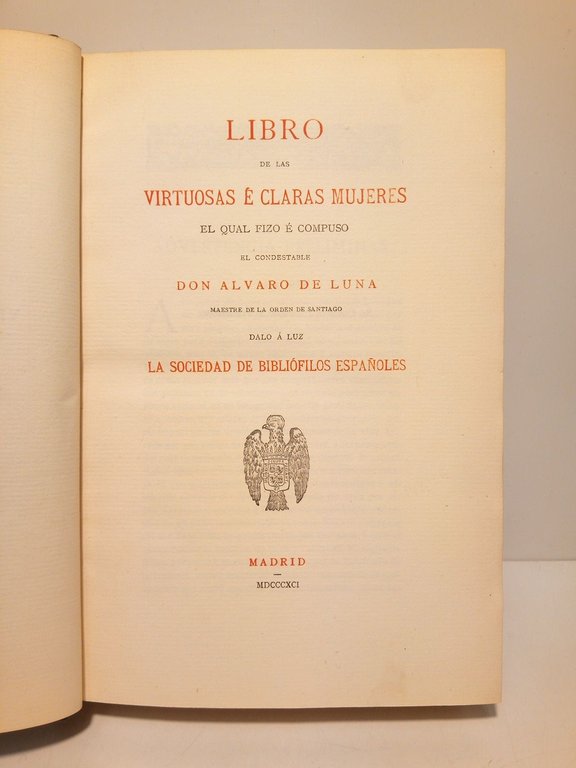 LIBRO
DE LAS
VIRTUOSAS É CLARAS MUJERES
EL QUAL FIZO É COMPUSO
EL CONDESTABLE
DON ALVARO DE LUNA
MAESTRE DE LA ORDEN DE SANTIAGO
DALO Á LUZ
LA SOCIEDAD DE BIBLIÓFILOS ESPAÑOLES
MADRID
MDCCCXCI